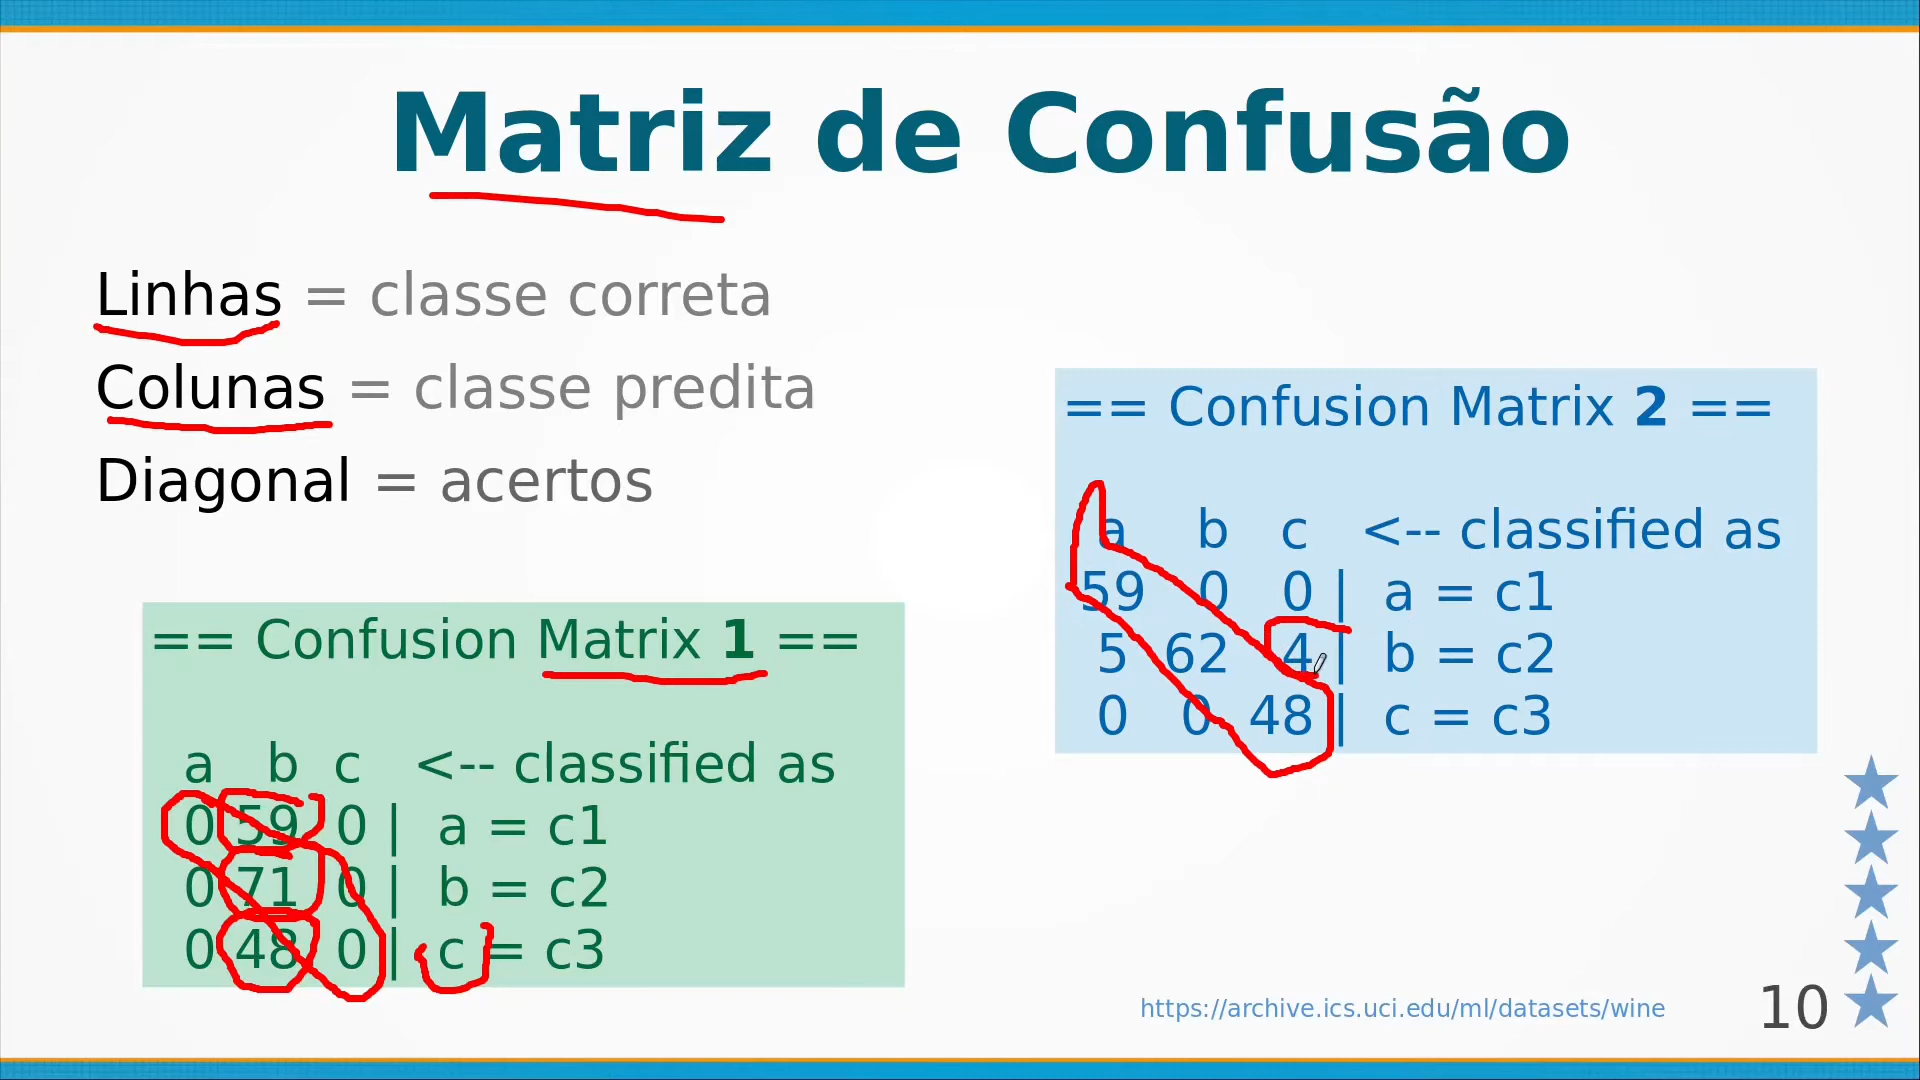 Matriz de Confusão
Linhas = classe correta
Colunas = classe predita
Diagonal = acertos
== Confusion Matrix 1 ==
a b c <-- classified as
0 59 0 | a = c1
0 71 0 | b = c2
0 48 0 | c = c3
== Confusion Matrix 2 ==
a b c <-- classified as
59 0 0 | a = c1
5 62 4 | b = c2
0 0 48 | c = c3
https://archive.ics.uci.edu/ml/datasets/wine
10